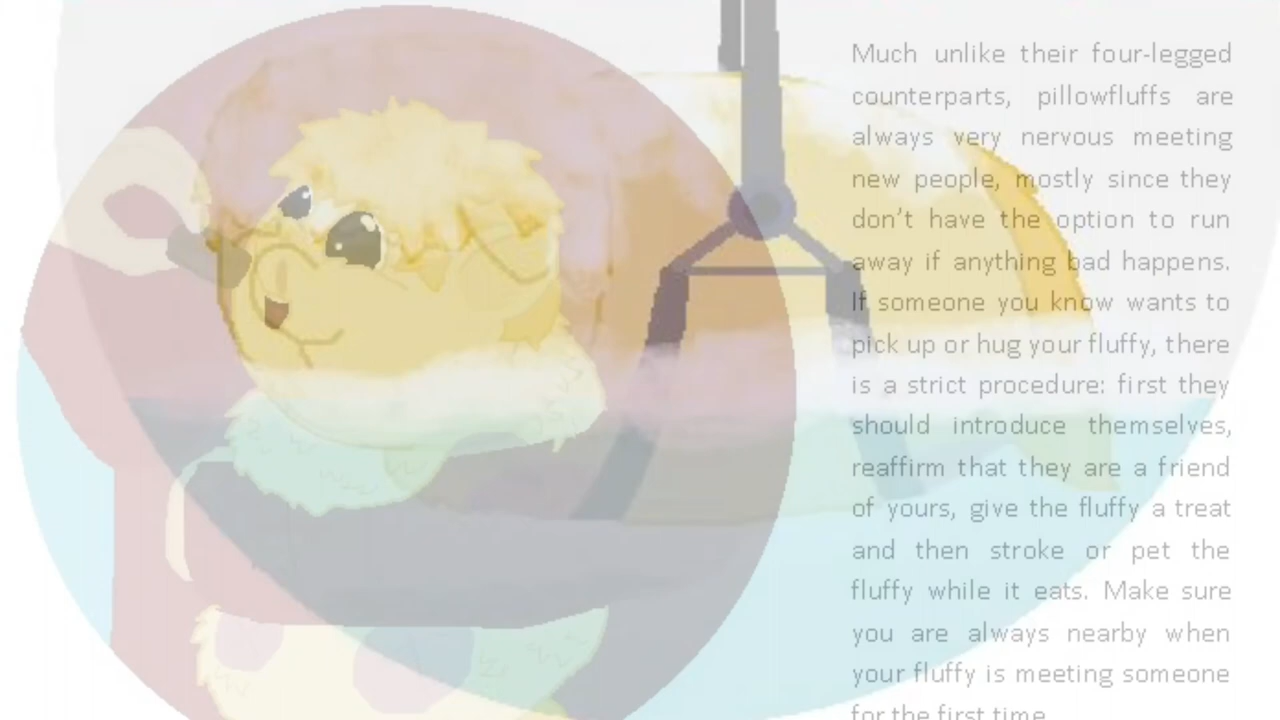 Much unlike their four-legged
counterparts, pillowfluffs are
always very nervous meeting
new people, mostly since they
don't have the option to run
away if anything bad happens.
If someone you know wants to
pick up or hug your fluffy, there
is a strict procedure: first they
should introduce themselves,
reaffirm that they are a friend
of yours, give the fluffy a treat
and then stroke or pet the
fluffy while it eats. Make sure
you are always nearby when
your fluffy is meeting someone
for the first time